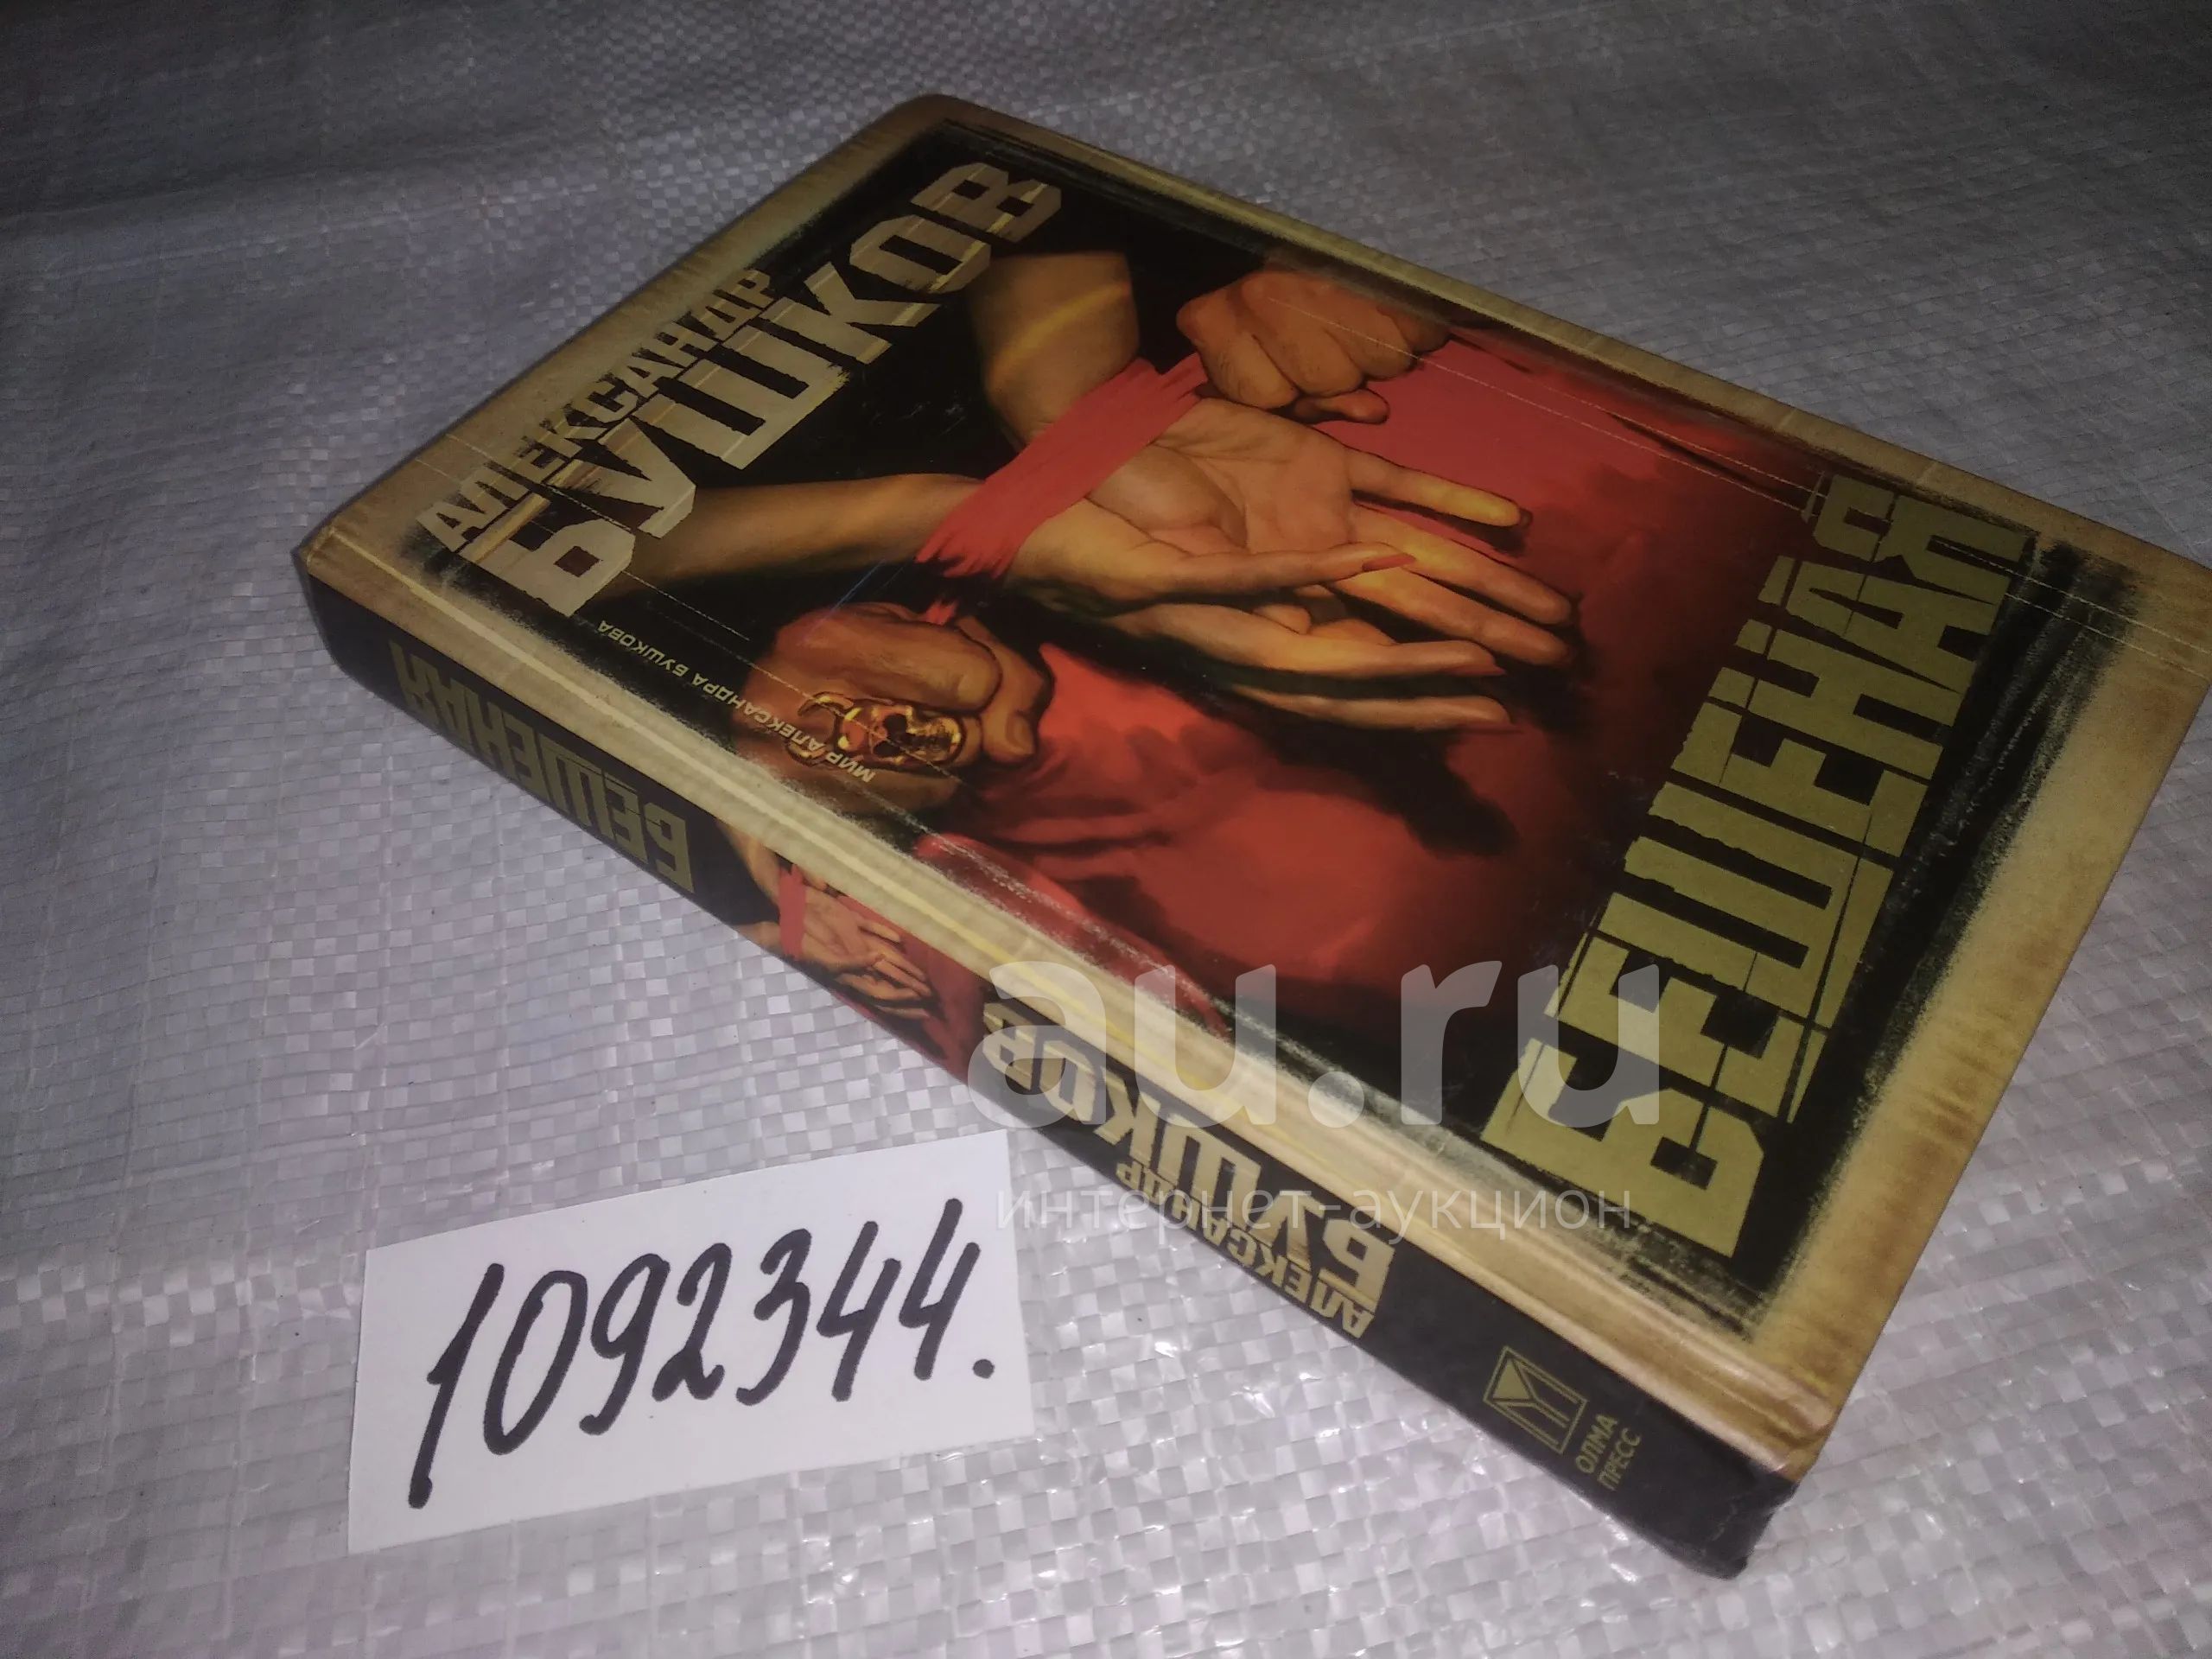 АЛЕКСАНДР
БУШКОВ
МИР АЛЕКСАНДРА БУШКОВА
БЕШЕНАЯ
БЕШЕНАЯ
АЛЕКСАНДР
БУШКОВ
ОЛМА
ПРЕСС
au.ru
интернет-аукцион
1092344.